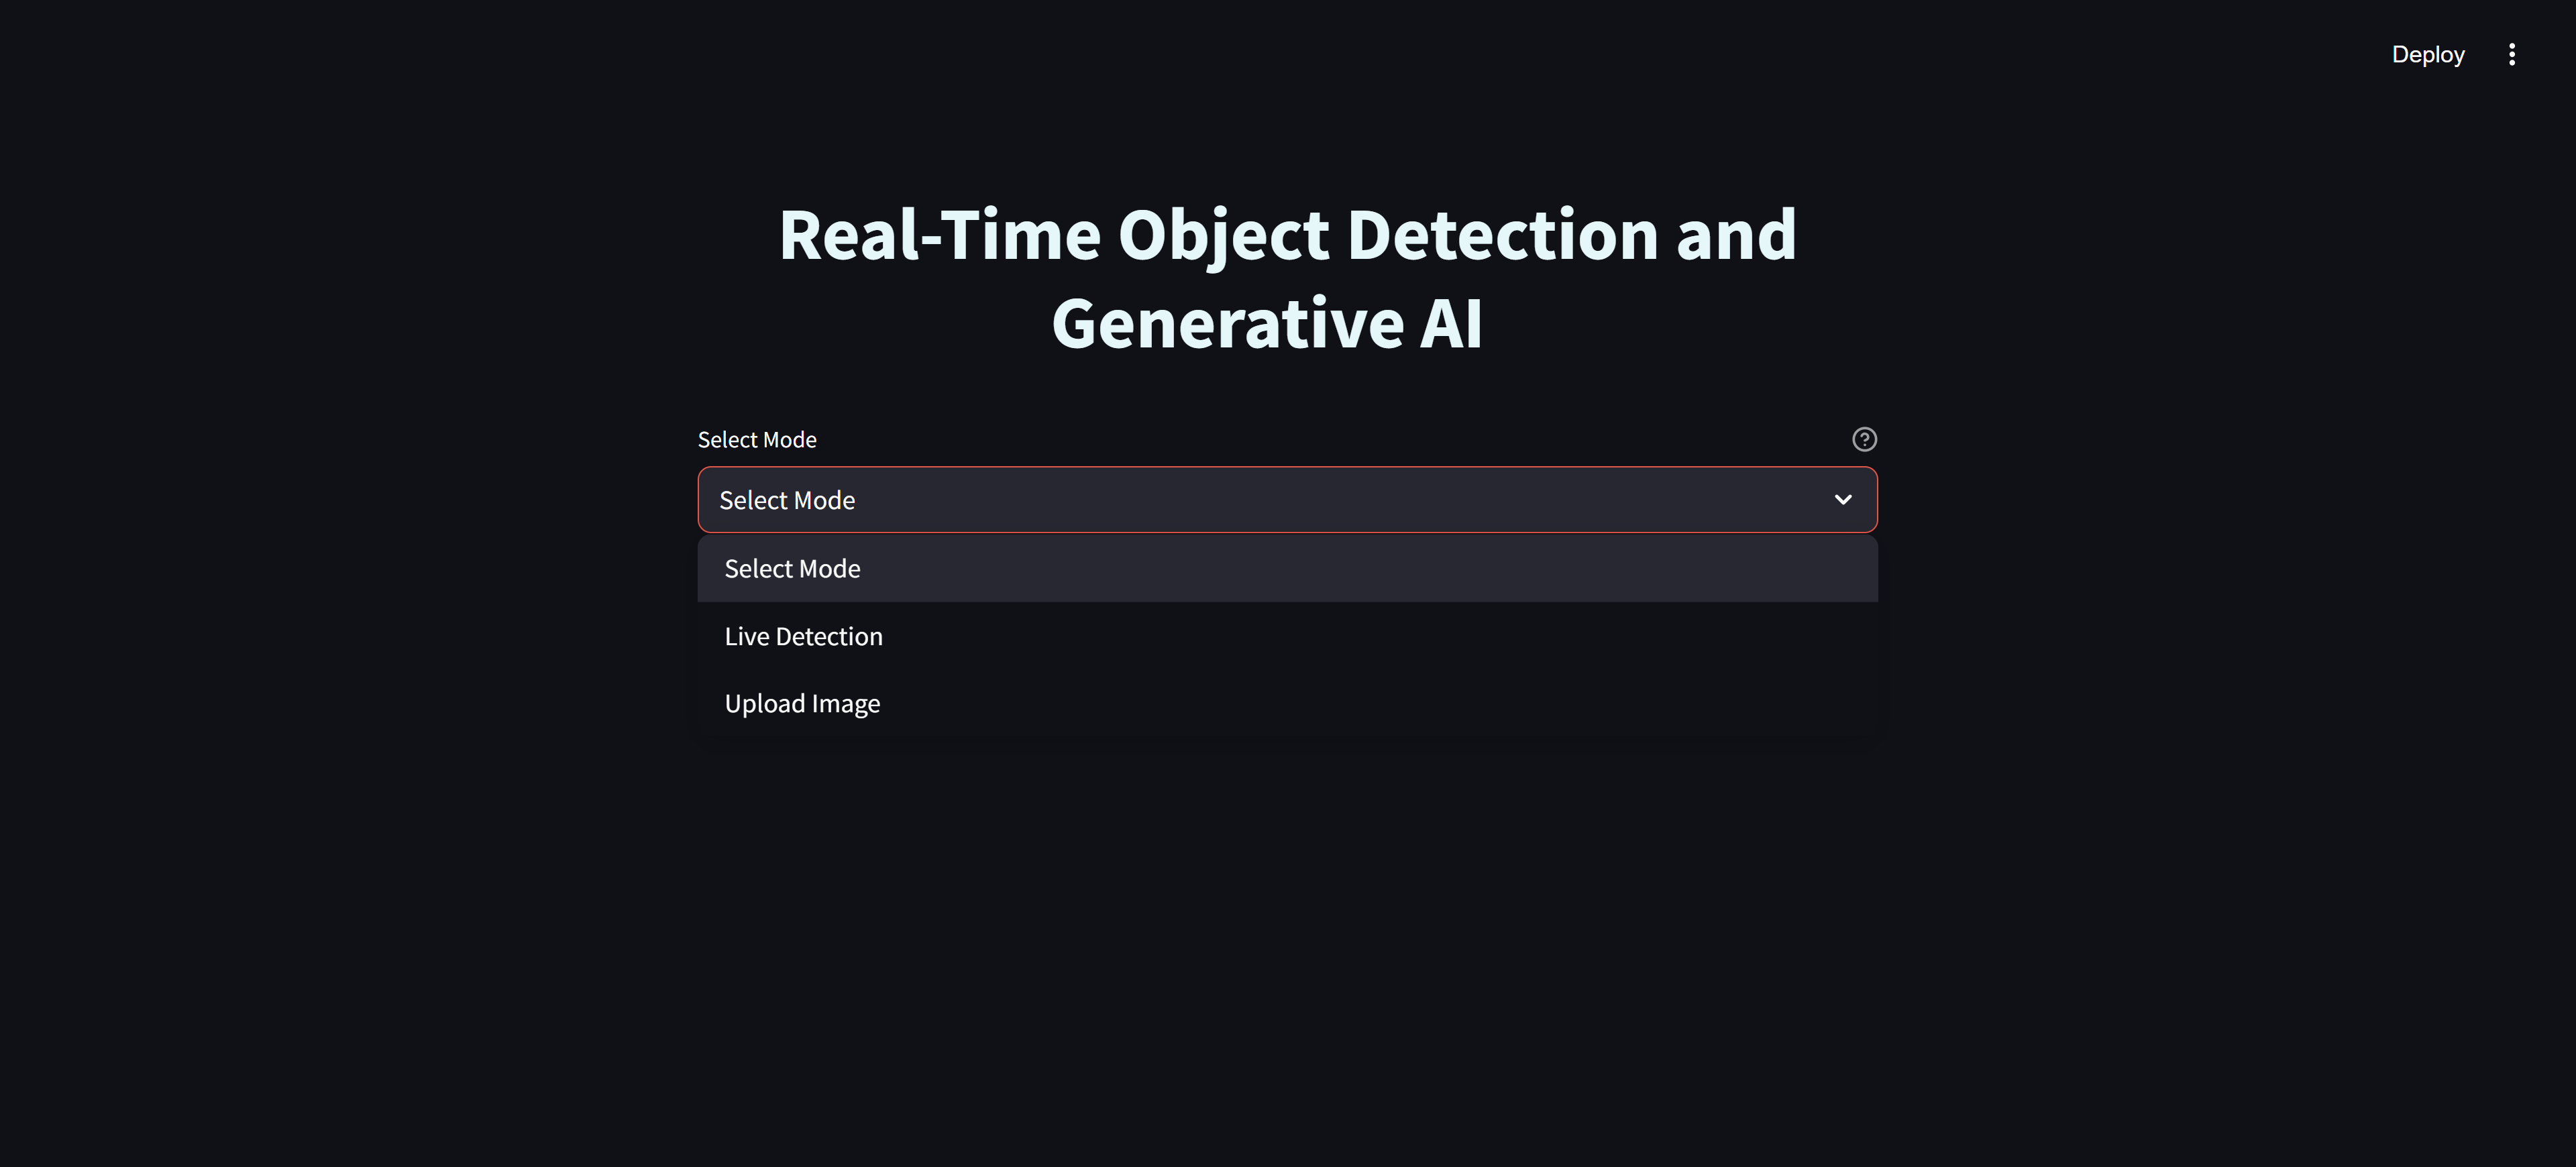 Deploy
Real-Time Object Detection and
Generative AI
Select Mode
Select Mode
Select Mode
Live Detection
Upload Image